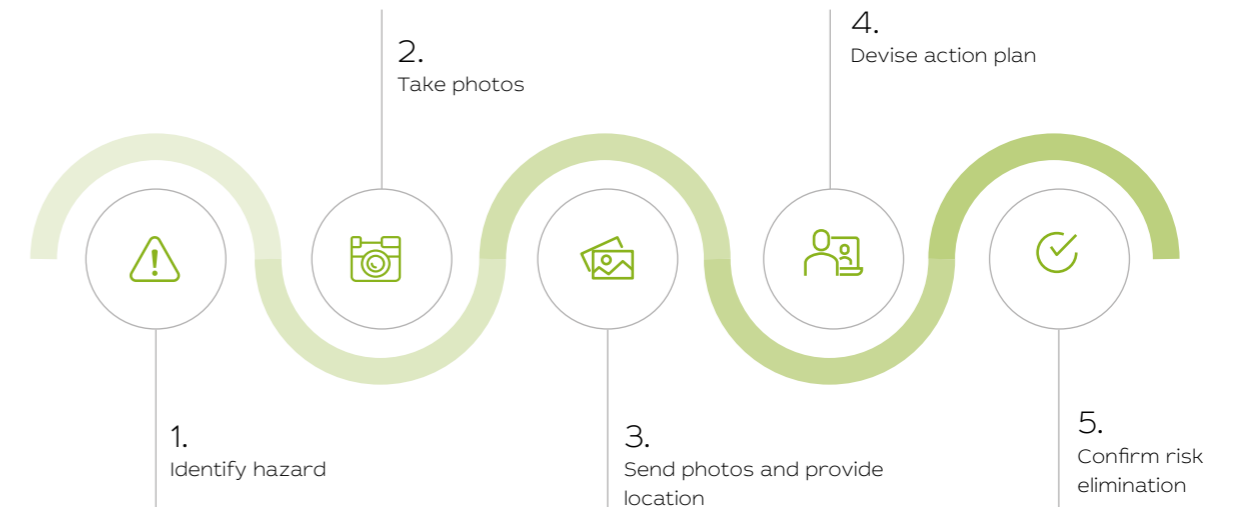 1.
Identify hazard
2.
Take photos
3.
Send photos and provide
location
4.
Devise action plan
5.
Confirm risk
elimination